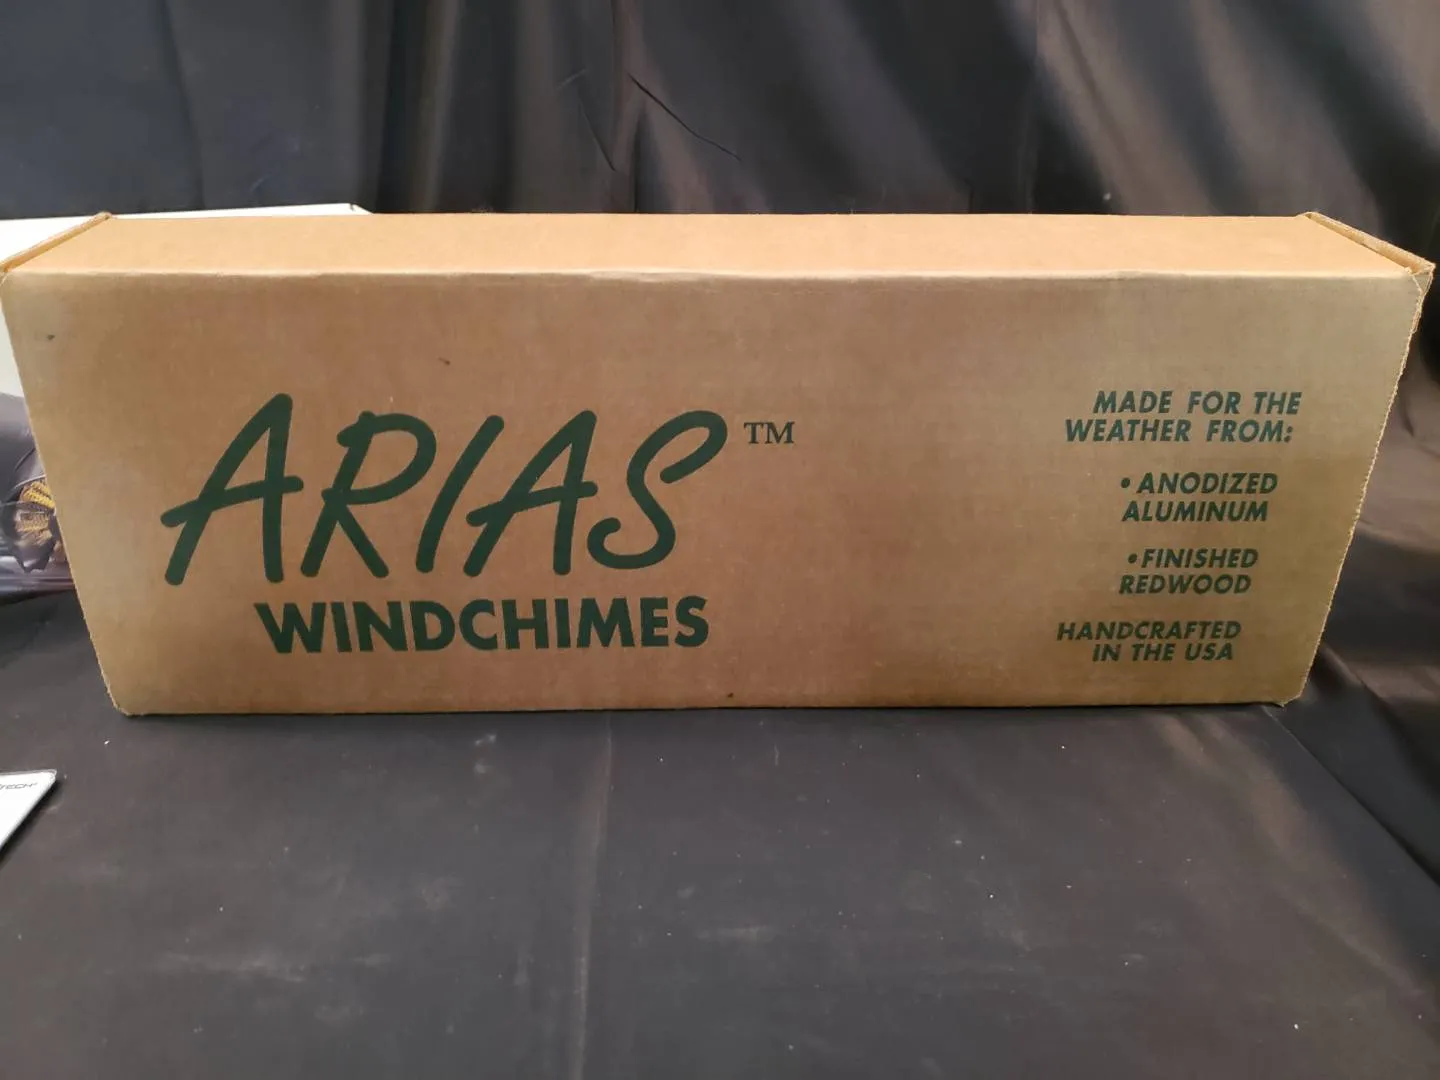 ARIAS™
WINDCHIMES
MADE FOR THE
WEATHER FROM:
• ANODIZED
ALUMINUM
• FINISHED
REDWOOD
HANDCRAFTED
IN THE USA